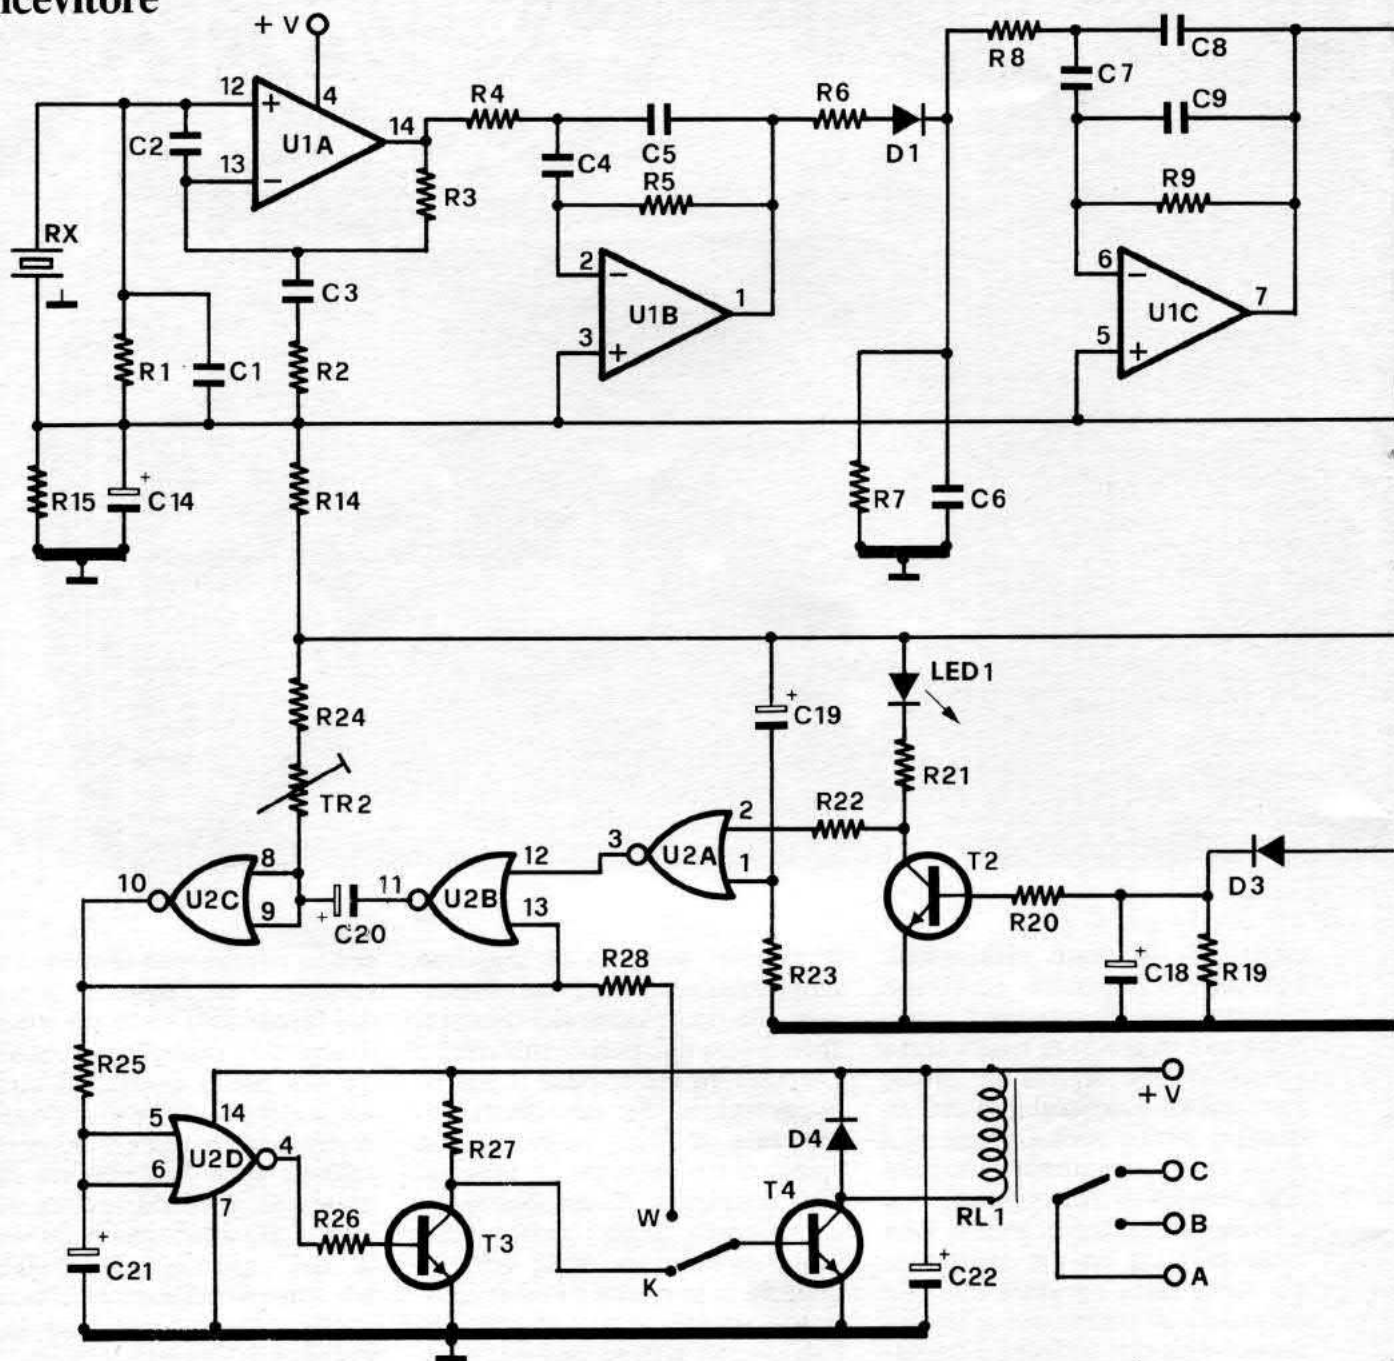 + V
R8
C8
C7
C9
12
+
4
R4
R6
C2
U1A
14
C5
D1
13
−
C4
R5
R3
R9
RX
2
−
6
−
C3
U1B
1
U1C
7
3
+
5
+
R1
C1
R2
+
R15
C14
R14
R7
C6
LED1
+
C19
R24
R21
TR2
R22
2
3
U2A
1
T2
D3
8
12
10
U2C
11
U2B
9
13
+
C20
R20
R28
R23
+
C18
R19
R25
+ V
14
5
4
U2D
6
7
R27
D4
C
T4
R26
W
RL1
B
T3
+
C21
K
+
C22
A